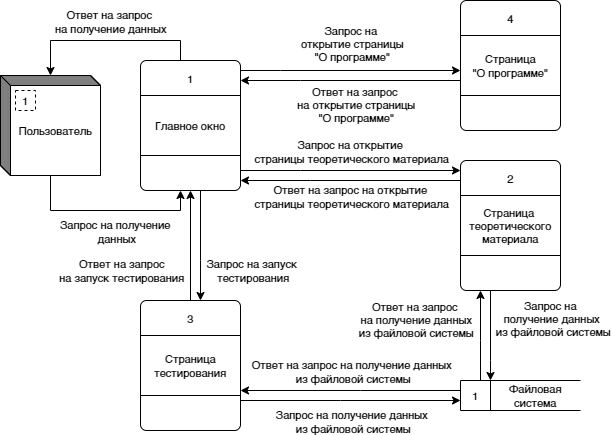 Ответ на запрос
на получение данных
1
Пользователь
Запрос на получение
данных
1
Главное окно
Запрос на
открытие страницы
"О программе"
Ответ на запрос
на открытие страницы
"О программе"
4
Страница
"О программе"
Запрос на открытие
страницы теоретического материала
Ответ на запрос на открытие
страницы теоретического материала
2
Страница
теоретического
материала
Ответ на запрос
на запуск тестирования
Запрос на запуск
тестирования
3
Страница
тестирования
Ответ на запрос
на получение данных
из файловой системы
Запрос на
получение данных
из файловой системы
Ответ на запрос на получение данных
из файловой системы
Запрос на получение данных
из файловой системы
1
Файловая
система